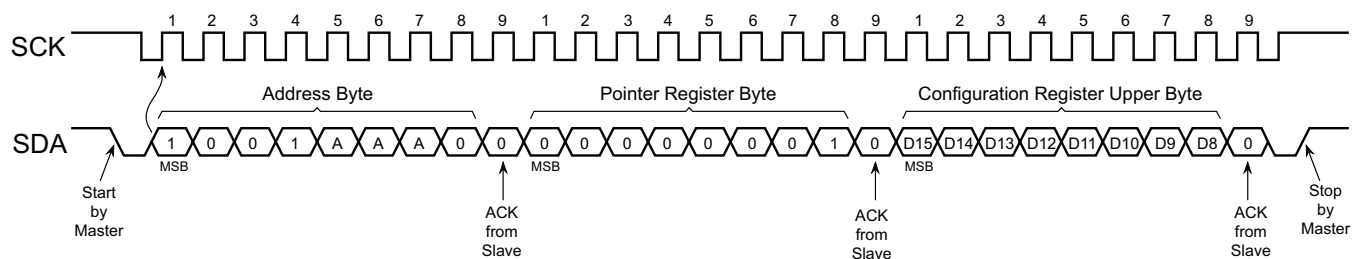 1 2 3 4 5 6 7 8 9 1 2 3 4 5 6 7 8 9 1 2 3 4 5 6 7 8 9
SCK
Address Byte Pointer Register Byte Configuration Register Upper Byte
SDA 1 0 0 1 A A A 0 0 0 0 0 0 0 0 0 1 0 D15 D14 D13 D12 D11 D10 D9 D8 0
MSB MSB MSB
Start
by
Master
ACK
from
Slave
ACK
from
Slave
ACK
from
Slave
Stop
by
Master